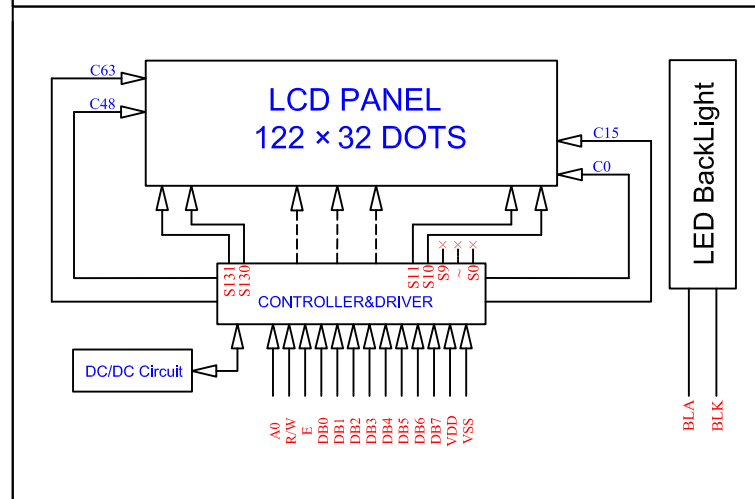 C63
C48
LCD PANEL
122 × 32 DOTS
C15
C0
LED BackLight
S131
S130
S11
S10
S9 ×
~ ×
S0 ×
CONTROLLER&DRIVER
DC/DC Circuit
A0
R/W
E
DB0
DB1
DB2
DB3
DB4
DB5
DB6
DB7
VDD
VSS
BLA
BLK